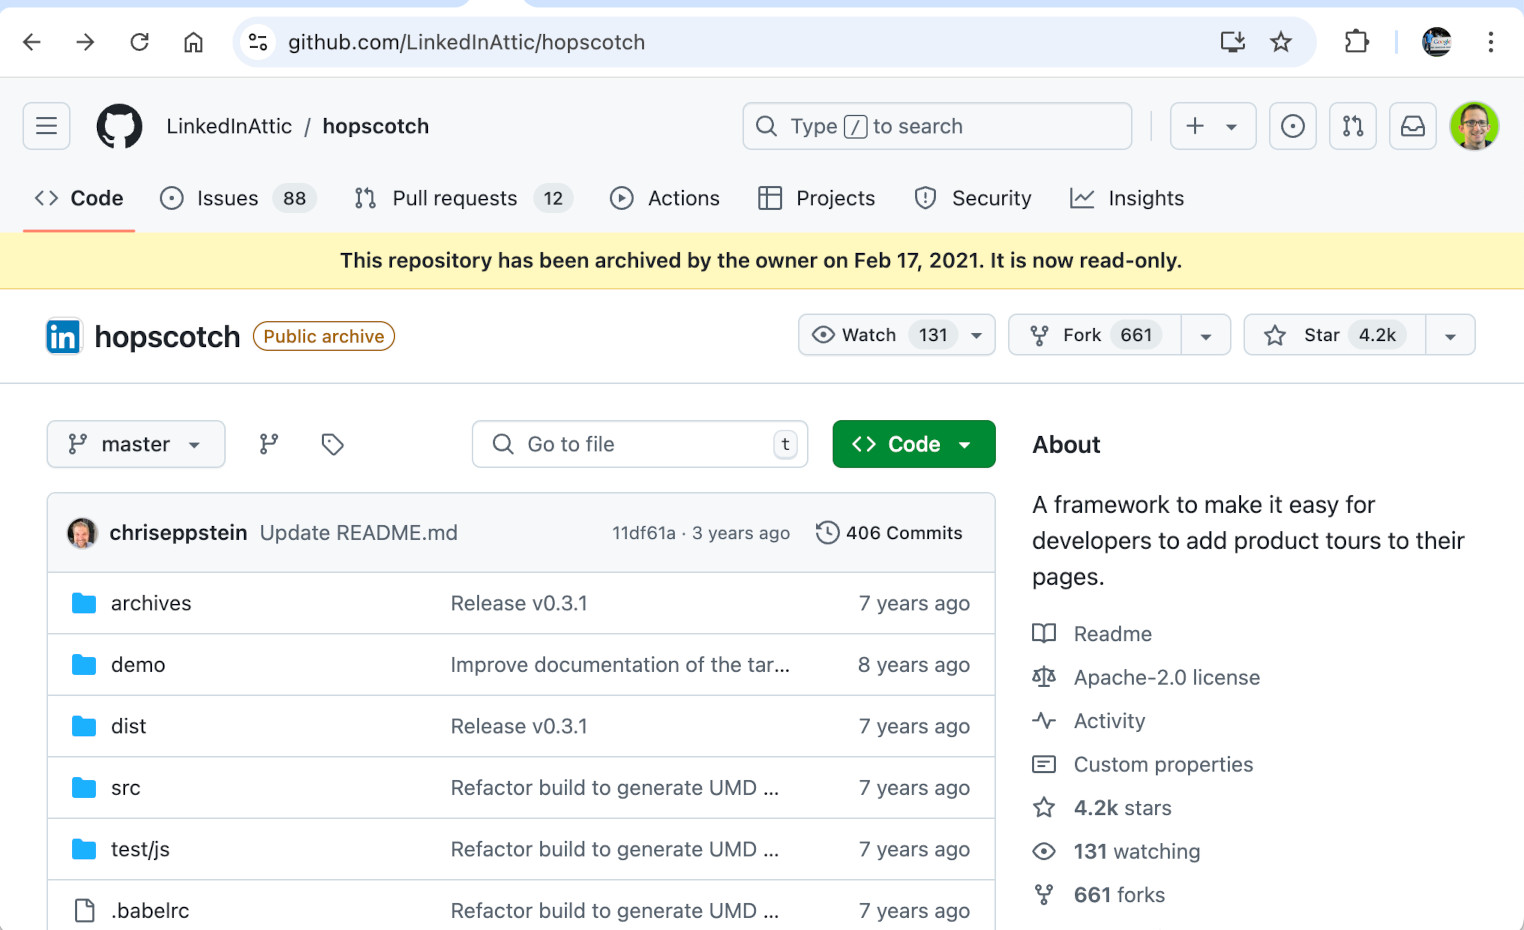 github.com/LinkedInAttic/hopscotch
LinkedInAttic / hopscotch
Type / to search
Code
Issues 88
Pull requests 12
Actions
Projects
Security
Insights
This repository has been archived by the owner on Feb 17, 2021. It is now read-only.
in hopscotch Public archive
Watch 131
Fork 661
Star 4.2k
master
Go to file t
Code
chriseppstein Update README.md 11df61a · 3 years ago 406 Commits
archives Release v0.3.1 7 years ago
demo Improve documentation of the tar... 8 years ago
dist Release v0.3.1 7 years ago
src Refactor build to generate UMD ... 7 years ago
test/js Refactor build to generate UMD ... 7 years ago
.babelrc Refactor build to generate UMD ... 7 years ago
About
A framework to make it easy for
developers to add product tours to their
pages.
Readme
Apache-2.0 license
Activity
Custom properties
4.2k stars
131 watching
661 forks